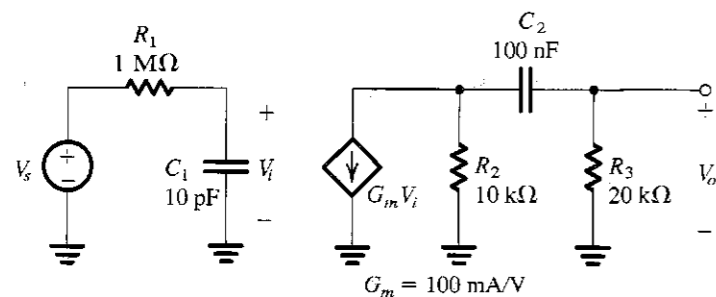 R₁
1 MΩ
C₂
100 nF
+
+
+
−
Vₛ
C₁
10 pF
Vᵢ
−
GₘVᵢ
R₂
10 kΩ
R₃
20 kΩ
Vₒ
−
Gₘ = 100 mA/V